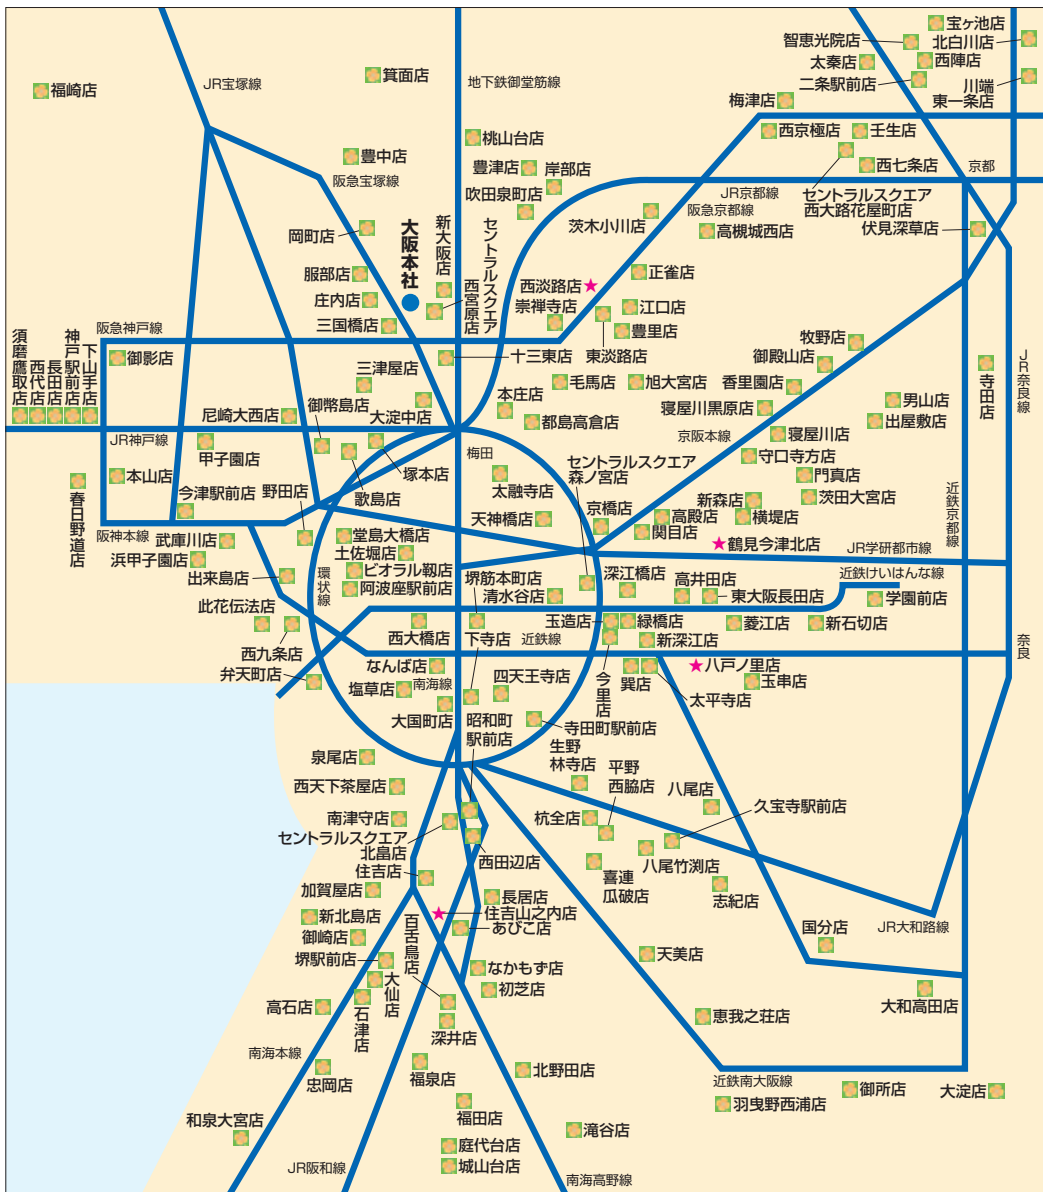 宝ヶ池店
智恵光院店
北白川店
太秦店
西陣店
二条駅前店
川端
東一条店
福崎店
箕面店
JR宝塚線
地下鉄御堂筋線
梅津店
西京極店
壬生店
桃山台店
豊中店
豊津店
岸部店
西七条店
京都
阪急宝塚線
吹田泉町店
JR京都線
阪急京都線
セントラルスクエア
西大路花屋町店
茨木小川店
高槻城西店
伏見深草店
岡町店
大阪本社
新大阪店
セントラルスクエア
西宮原店
服部店
庄内店
三国橋店
西淡路店
崇禅寺店
正雀店
江口店
豊里店
東淡路店
牧野店
御殿山店
香里園店
寺田店
JR奈良線
須磨鷹取店
西代店
長田店
神戸駅前店
下山手店
阪急神戸線
御影店
十三東店
三津屋店
本庄店
毛馬店
旭大宮店
寝屋川黒原店
男山店
出屋敷店
尼崎大西店
御幣島店
大淀中店
都島高倉店
京阪本線
寝屋川店
守口寺方店
JR神戸線
甲子園店
梅田
セントラルスクエア
森ノ宮店
門真店
本山店
塚本店
歌島店
太融寺店
京橋店
新森店
茨田大宮店
春日野道店
今津駅前店
野田店
天神橋店
高殿店
横堤店
関目店
近鉄京都線
阪神本線
武庫川店
浜甲子園店
堂島大橋店
土佐堀店
鶴見今津北店
JR学研都市線
出来島店
環状線
ビオラル靱店
阿波座駅前店
堺筋本町店
清水谷店
深江橋店
高井田店
東大阪長田店
近鉄けいはんな線
学園前店
此花伝法店
西九条店
西大橋店
下寺店
玉造店
緑橋店
近鉄線
新深江店
菱江店
新石切店
奈良
弁天町店
なんば店
塩草店
南海線
四天王寺店
今里店
巽店
八戸ノ里店
玉串店
太平寺店
大国町店
昭和町
駅前店
寺田町駅前店
生野
林寺店
泉尾店
西天下茶屋店
平野
西脇店
八尾店
久宝寺駅前店
南津守店
杭全店
セントラルスクエア
北畠店
西田辺店
八尾竹渕店
住吉店
喜連
瓜破店
志紀店
加賀屋店
長居店
新北島店
住吉山之内店
あびこ店
百舌鳥店
国分店
JR大和路線
御崎店
堺駅前店
なかもず店
天美店
大仙店
初芝店
大和高田店
高石店
石津店
深井店
恵我之荘店
南海本線
忠岡店
福泉店
北野田店
近鉄南大阪線
御所店
大淀店
羽曳野西浦店
福田店
和泉大宮店
滝谷店
庭代台店
城山台店
JR阪和線
南海高野線